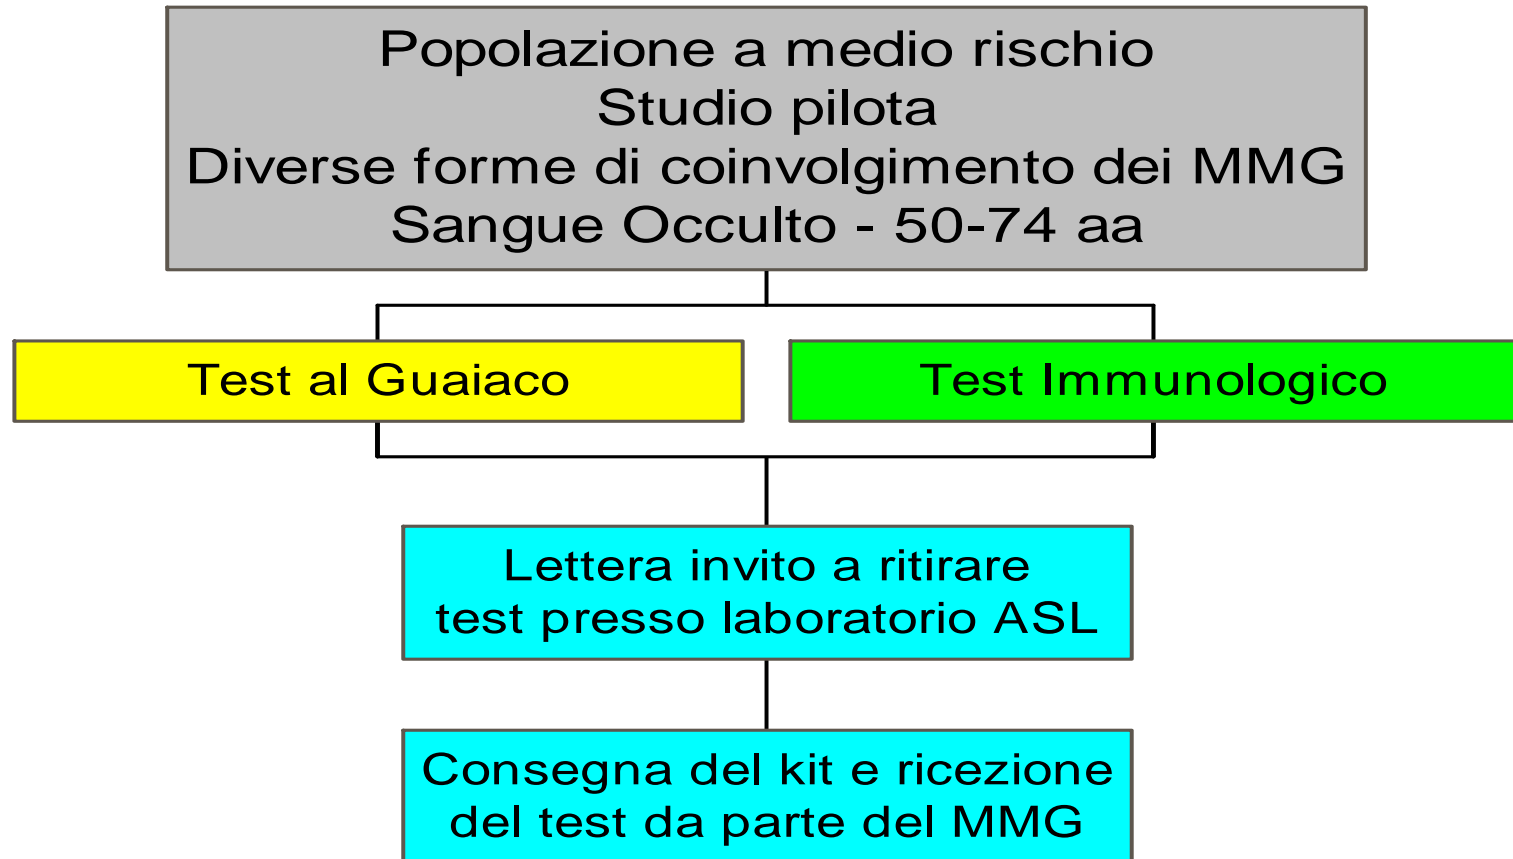 Popolazione a medio rischio
Studio pilota
Diverse forme di coinvolgimento dei MMG
Sangue Occulto - 50-74 aa
Test al Guaiaco
Test Immunologico
Lettera invito a ritirare
test presso laboratorio ASL
Consegna del kit e ricezione
del test da parte del MMG